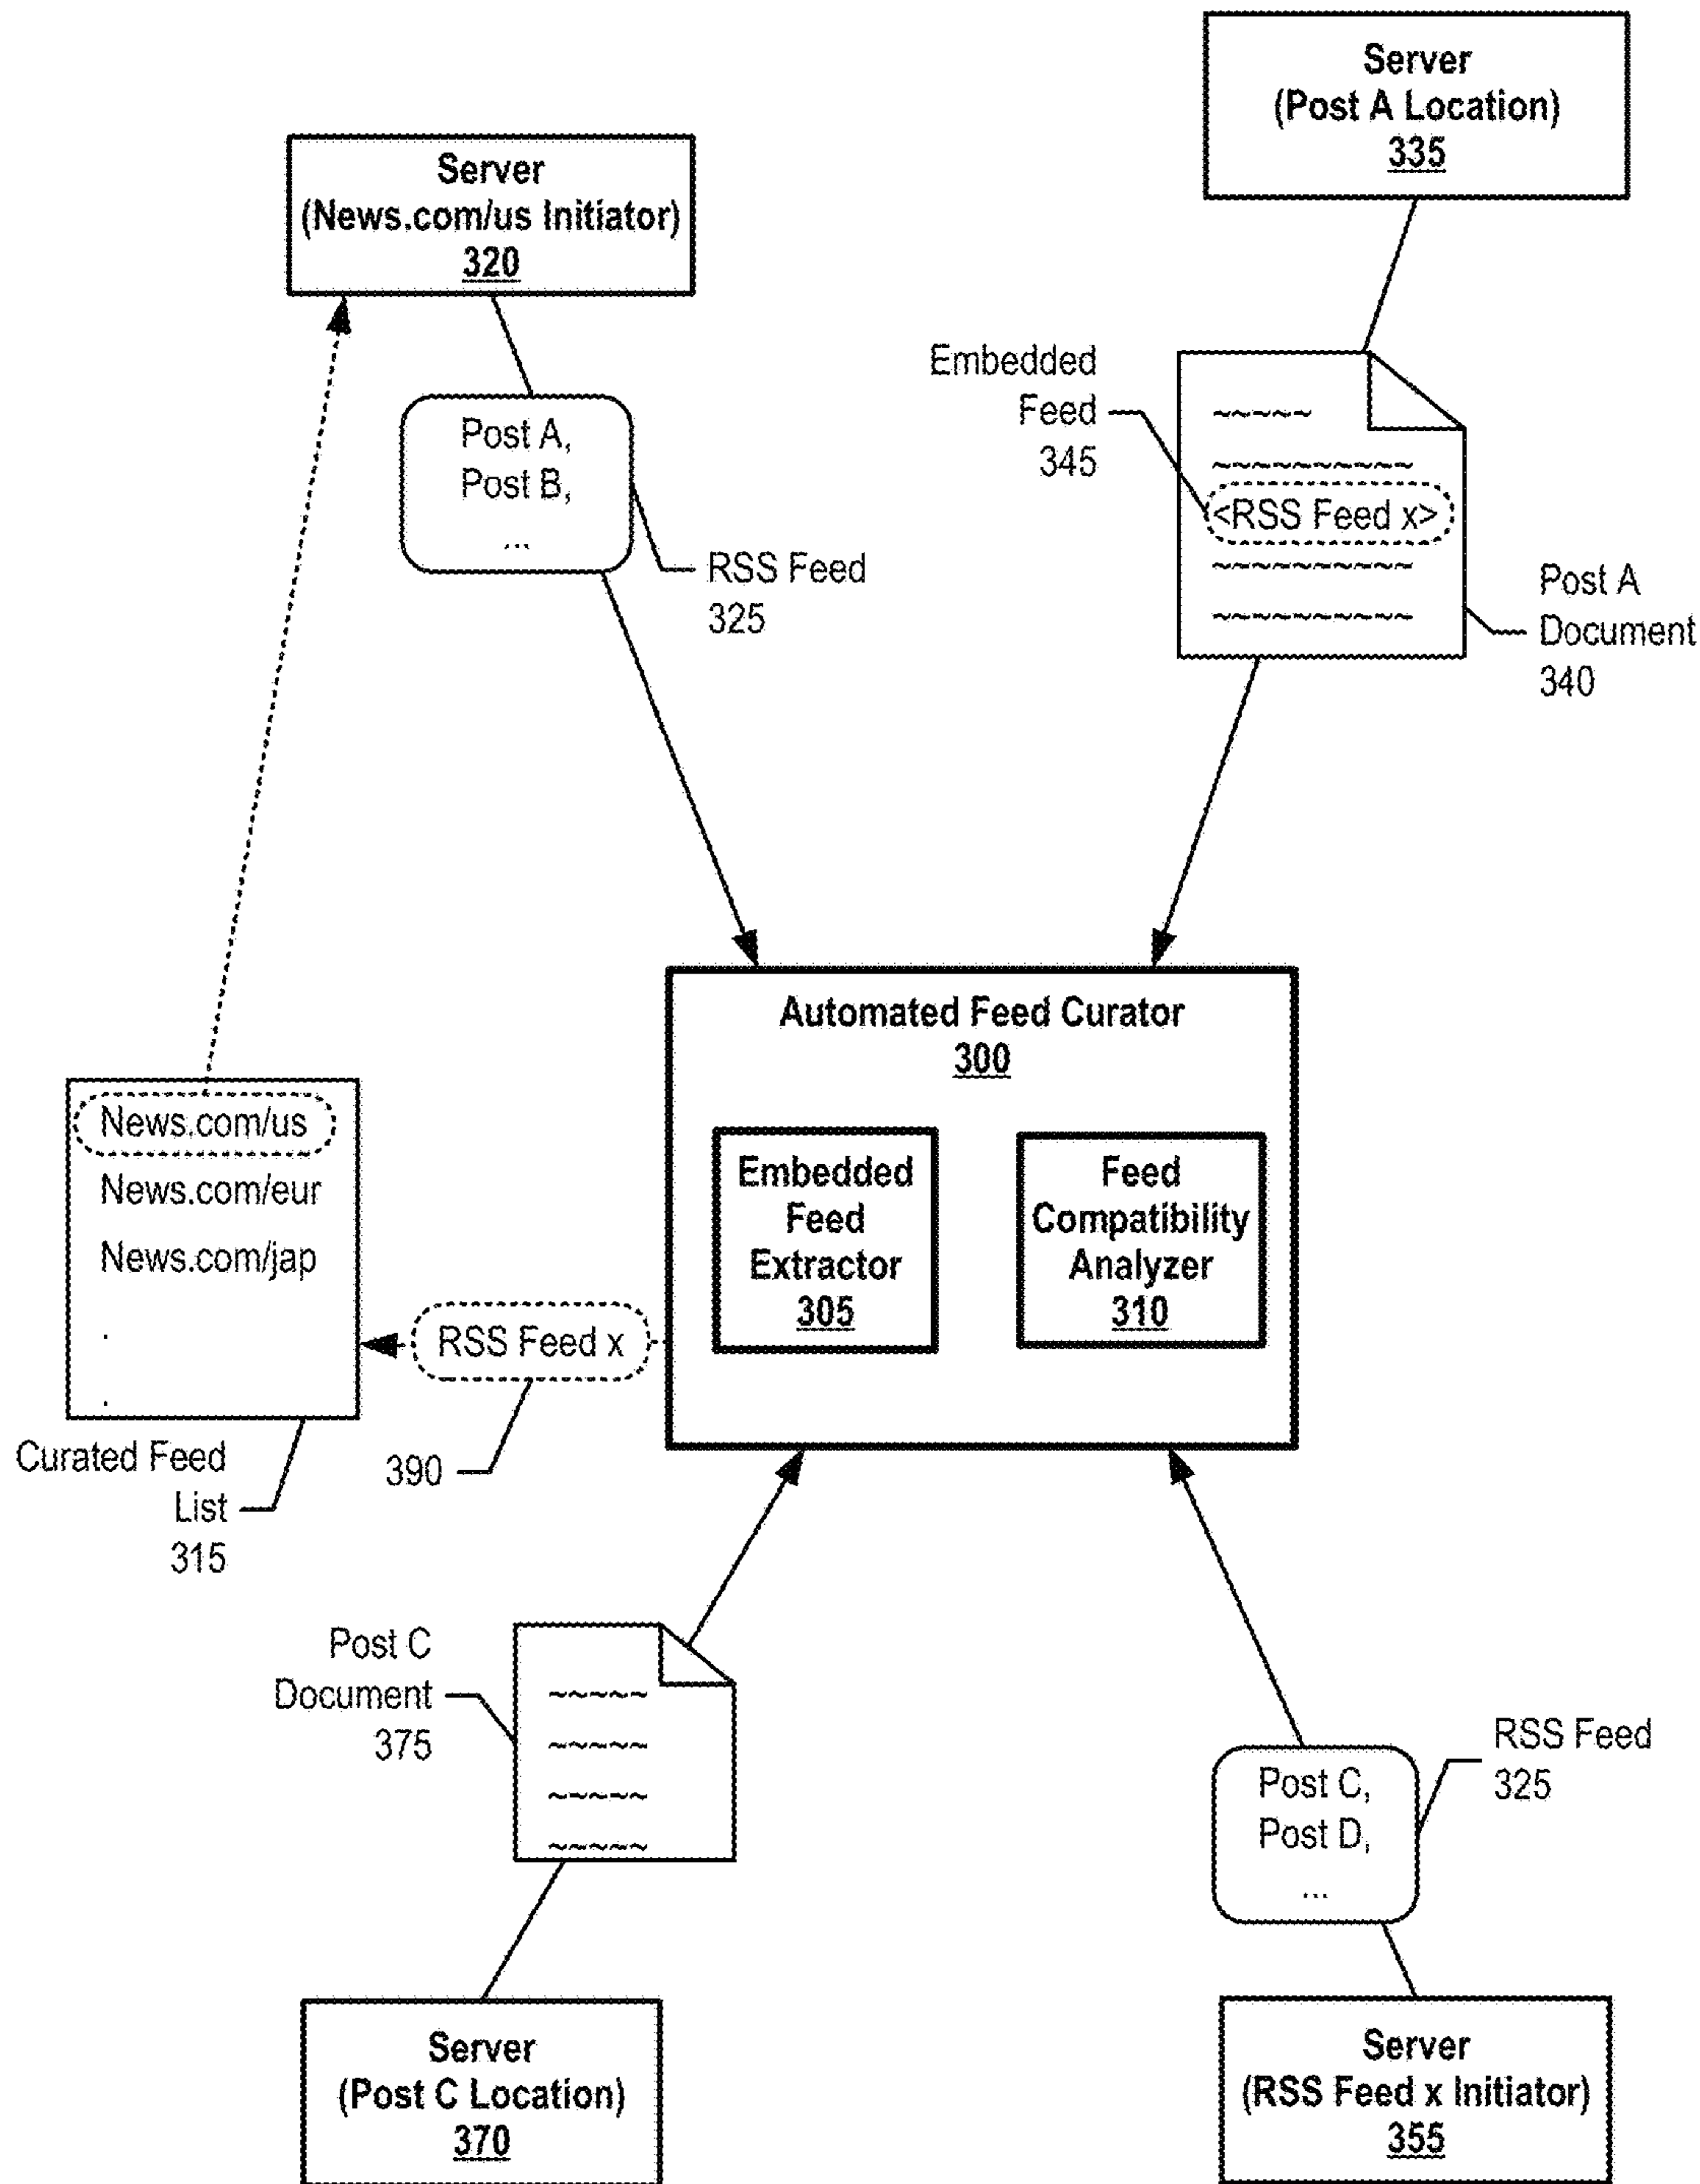 Server
(Post A Location)
335
Server
(News.com/us Initiator)
320
Embedded
Feed
345
Post A,
Post B,
...
RSS Feed
325
~~~~~
~~~~~~~~~~
<RSS Feed x>
~~~~~~~~~~
~~~~~~~~~~
Post A
Document
340
Automated Feed Curator
300
Embedded
Feed
Extractor
305
Feed
Compatibility
Analyzer
310
News.com/us
News.com/eur
News.com/jap
.
.
RSS Feed x
390
Curated Feed
List
315
Post C
Document
375
~~~~~
~~~~~
~~~~~
~~~~~
Post C,
Post D,
...
RSS Feed
325
Server
(Post C Location)
370
Server
(RSS Feed x Initiator)
355